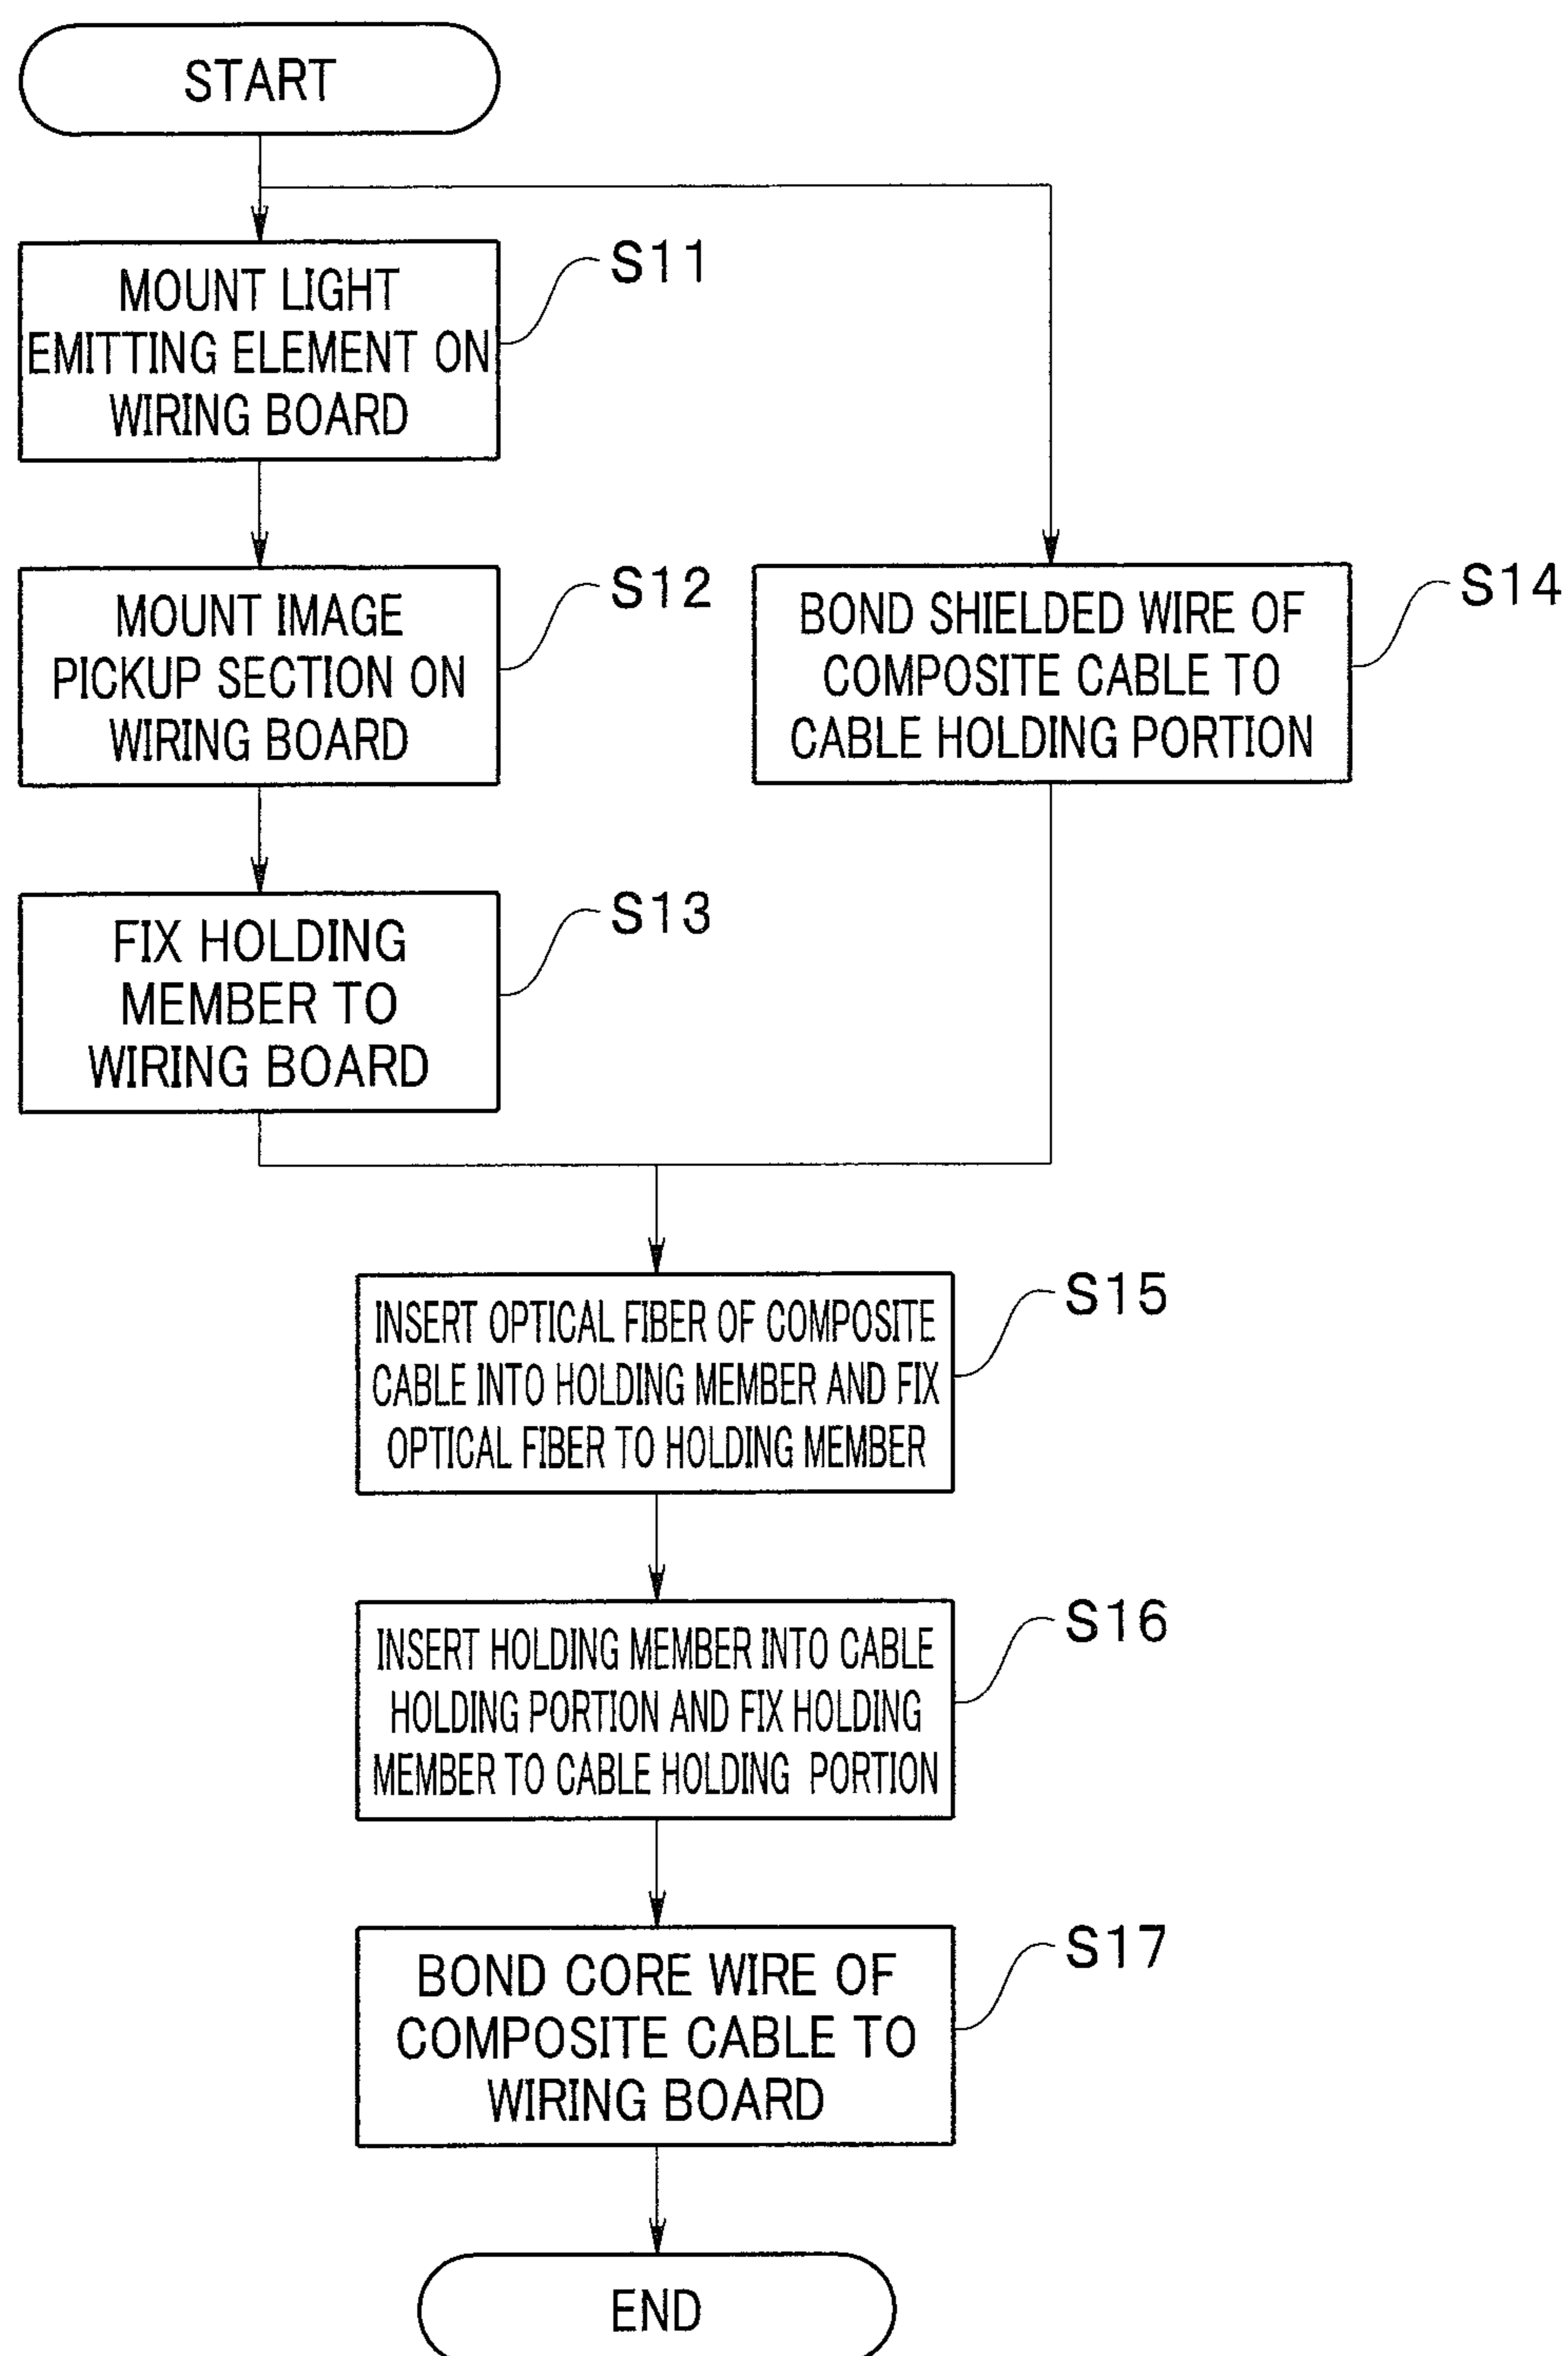 START
MOUNT LIGHT
EMITTING ELEMENT ON
WIRING BOARD
S11
MOUNT IMAGE
PICKUP SECTION ON
WIRING BOARD
S12
BOND SHIELDED WIRE OF
COMPOSITE CABLE TO
CABLE HOLDING PORTION
S14
FIX HOLDING
MEMBER TO
WIRING BOARD
S13
INSERT OPTICAL FIBER OF COMPOSITE
CABLE INTO HOLDING MEMBER AND FIX
OPTICAL FIBER TO HOLDING MEMBER
S15
INSERT HOLDING MEMBER INTO CABLE
HOLDING PORTION AND FIX HOLDING
MEMBER TO CABLE HOLDING PORTION
S16
BOND CORE WIRE OF
COMPOSITE CABLE TO
WIRING BOARD
S17
END